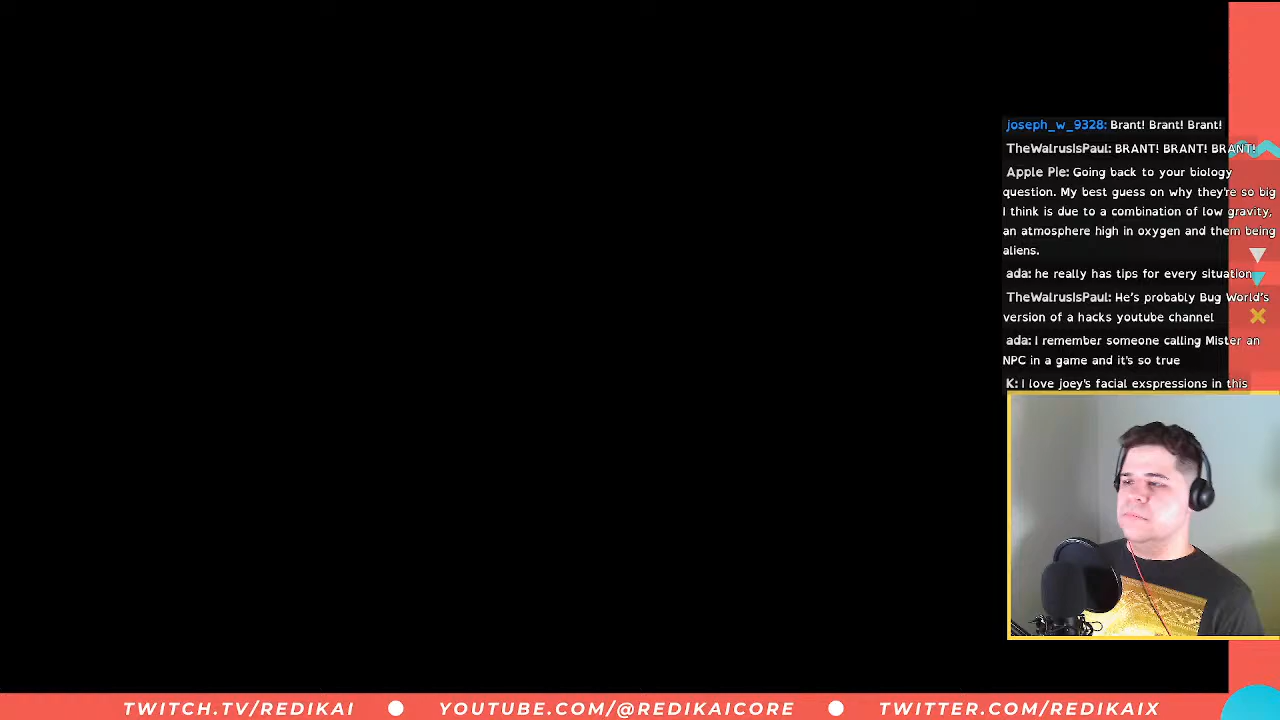 joseph_w_9328: Brant! Brant! Brant!
TheWalrusIsPaul: BRANT! BRANT! BRANT!
Apple Pie: Going back to your biology
question. My best guess on why they're so big
I think is due to a combination of low gravity,
an atmosphere high in oxygen and them being
aliens.
ada: he really has tips for every situation
TheWalrusIsPaul: He's probably Bug World's
version of a hacks youtube channel
ada: I remember someone calling Mister an
NPC in a game and it's so true
K: I love joey's facial exspressions in this
TWITCH.TV/REDIKAI
YOUTUBE.COM/@REDIKAICORE
TWITTER.COM/REDIKAIX